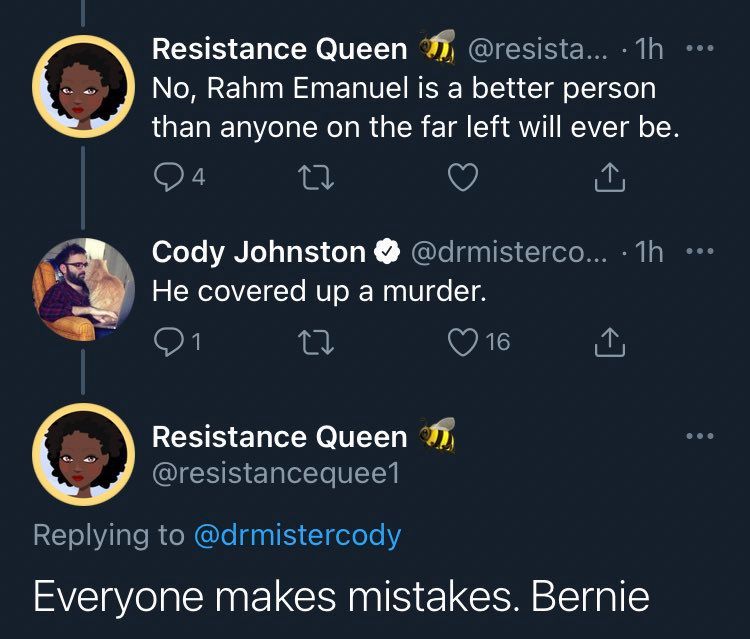 Resistance Queen 🐝 @resista... · 1h
No, Rahm Emanuel is a better person
than anyone on the far left will ever be.
4
Cody Johnston @drmisterco... · 1h
He covered up a murder.
1 16
Resistance Queen 🐝
@resistancequee1
Replying to @drmistercody
Everyone makes mistakes. Bernie